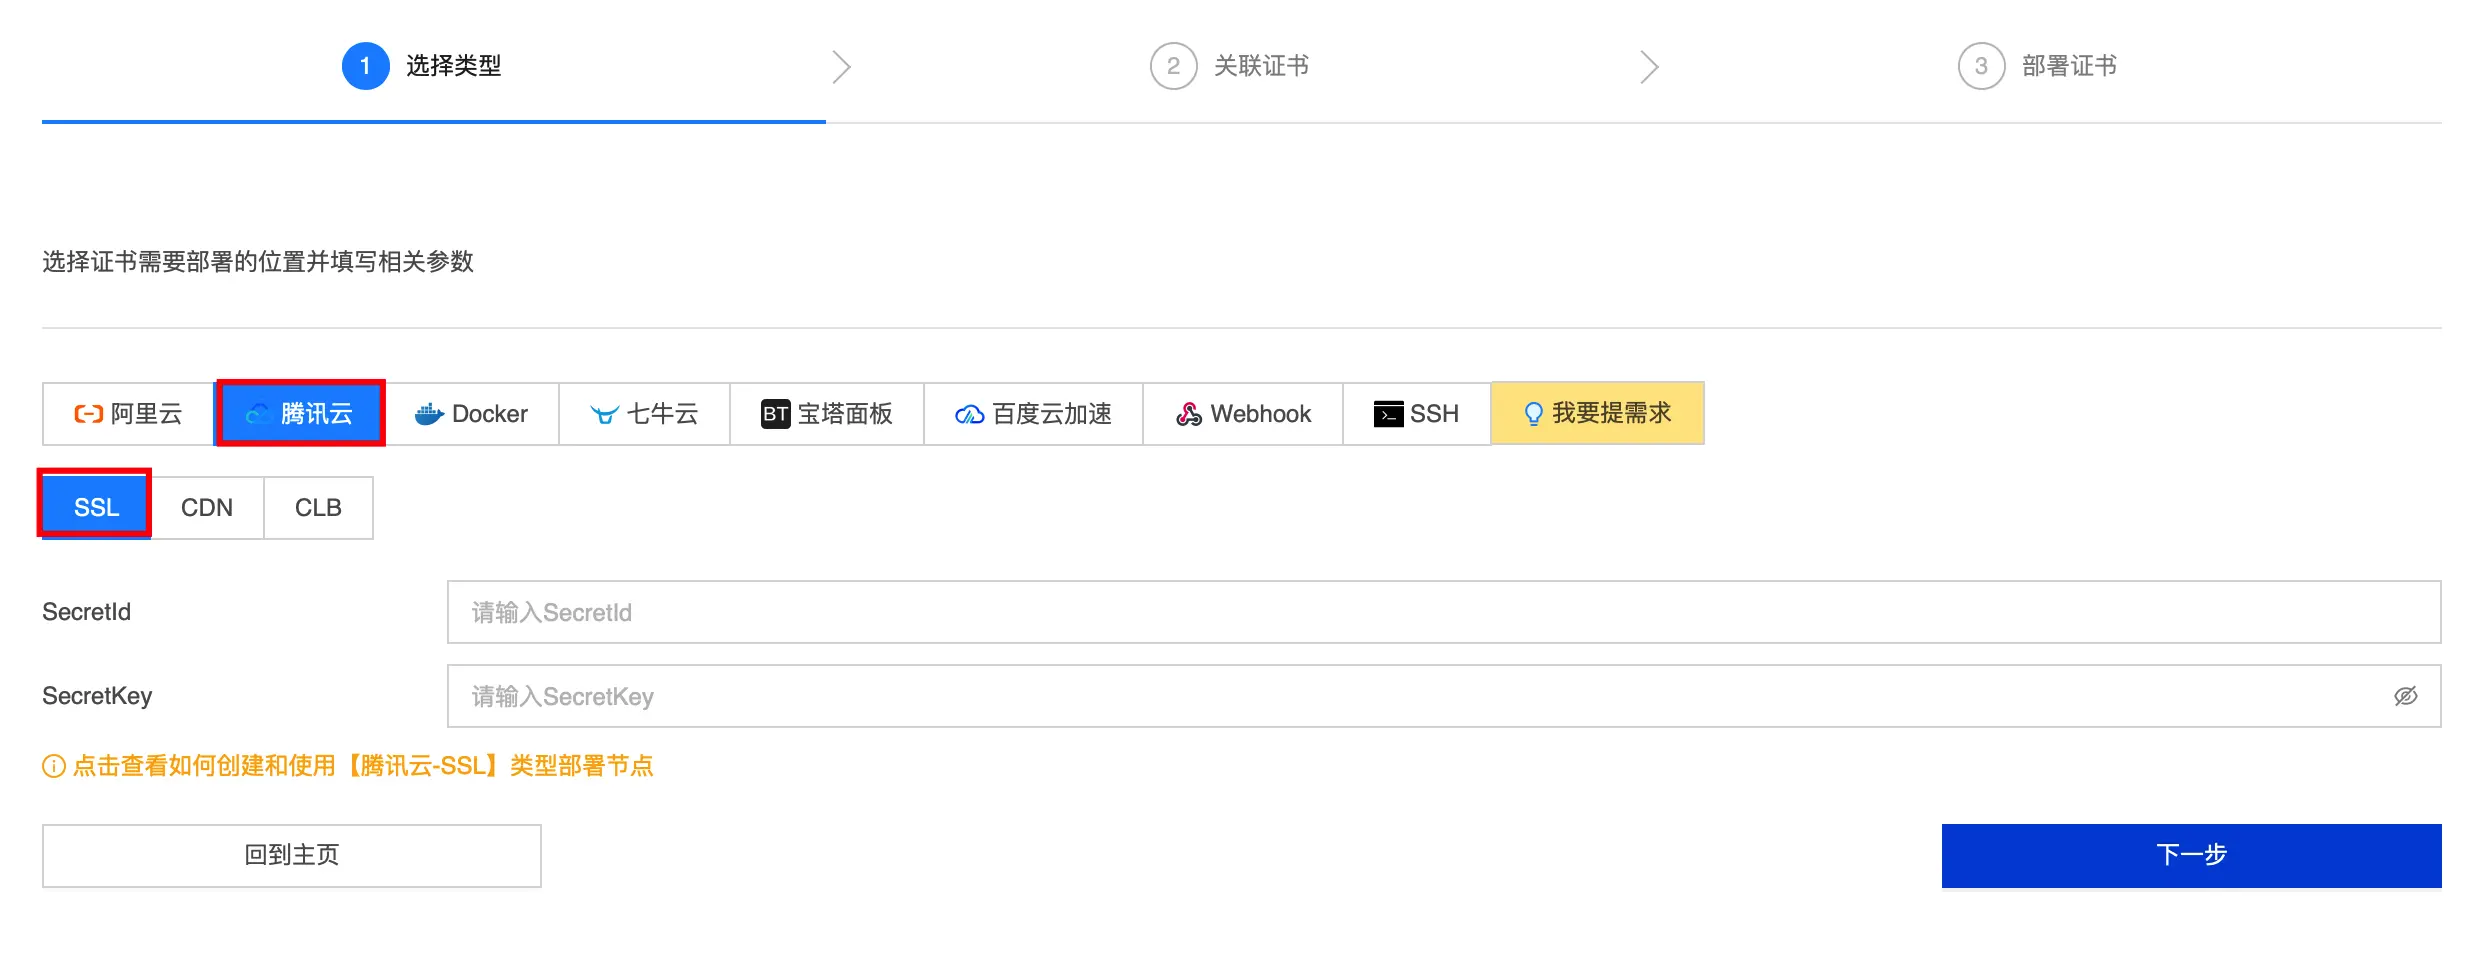 1 选择类型 2 关联证书 3 部署证书
选择证书需要部署的位置并填写相关参数
阿里云 腾讯云 Docker 七牛云 BT 宝塔面板 百度云加速 Webhook SSH 我要提需求
SSL CDN CLB
SecretId 请输入SecretId
SecretKey 请输入SecretKey
点击查看如何创建和使用【腾讯云-SSL】类型部署节点
回到主页 下一步